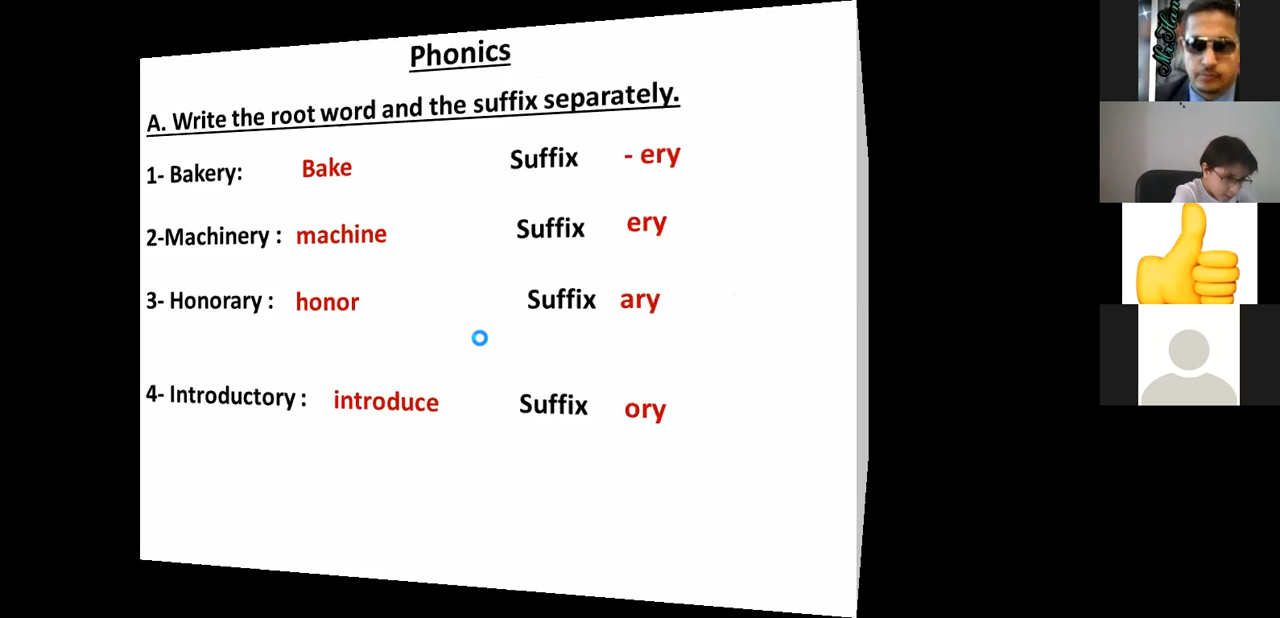 Phonics
A. Write the root word and the suffix separately.
1- Bakery: Bake Suffix - ery
2-Machinery : machine Suffix ery
3- Honorary : honor Suffix ary
4- Introductory : introduce Suffix ory